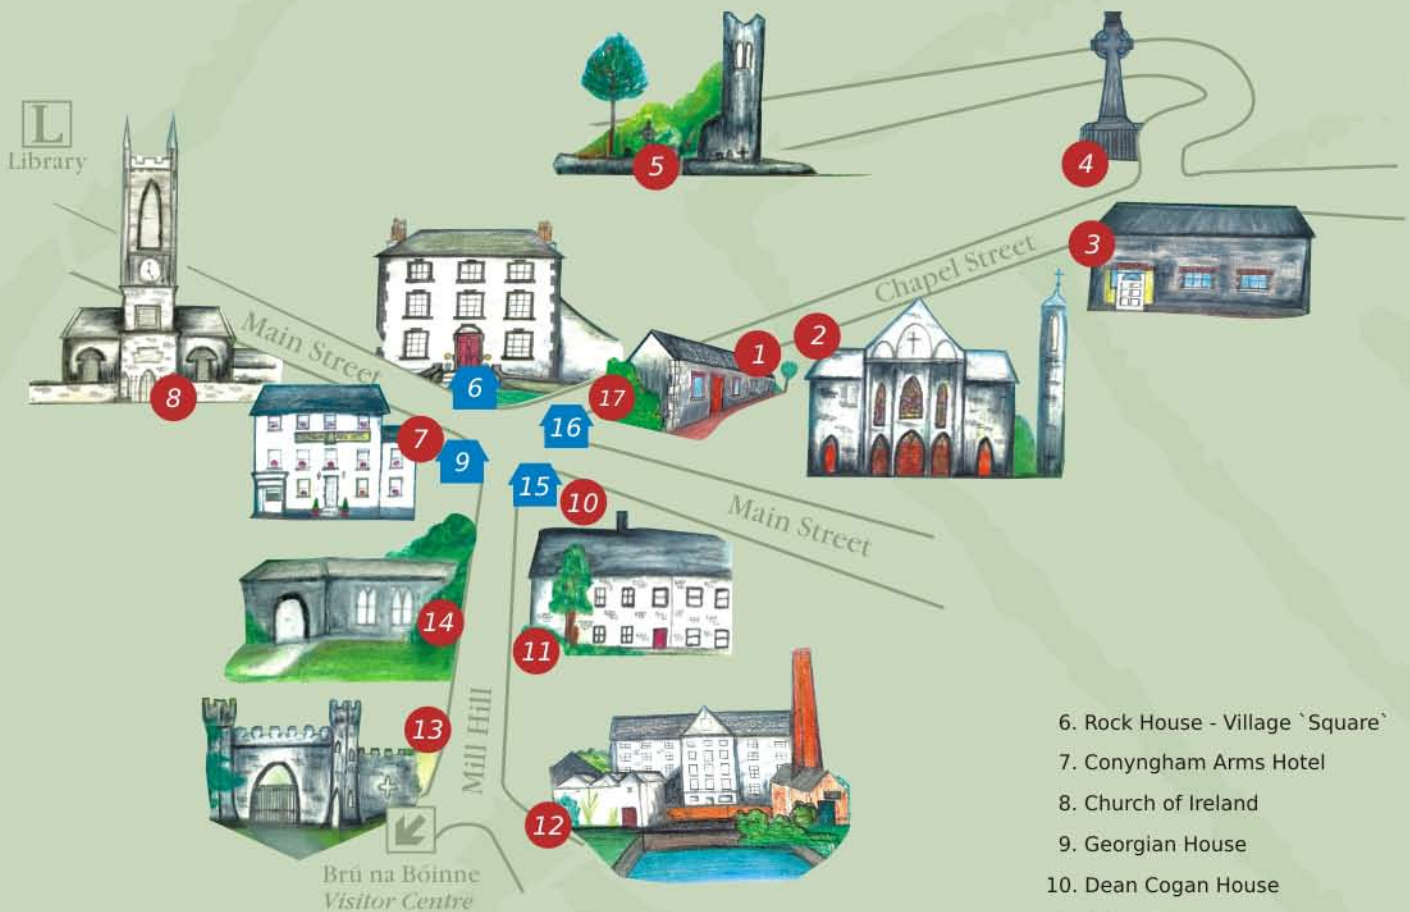 5
4
L
Library
3
Chapel Street
1
2
Main Street
6
8
17
16
7
9
15
10
Main Street
14
11
13
Mill Hill
12
Brú na Bóinne
Visitor Centre
6. Rock House - Village `Square`
7. Conyngham Arms Hotel
8. Church of Ireland
9. Georgian House
10. Dean Cogan House